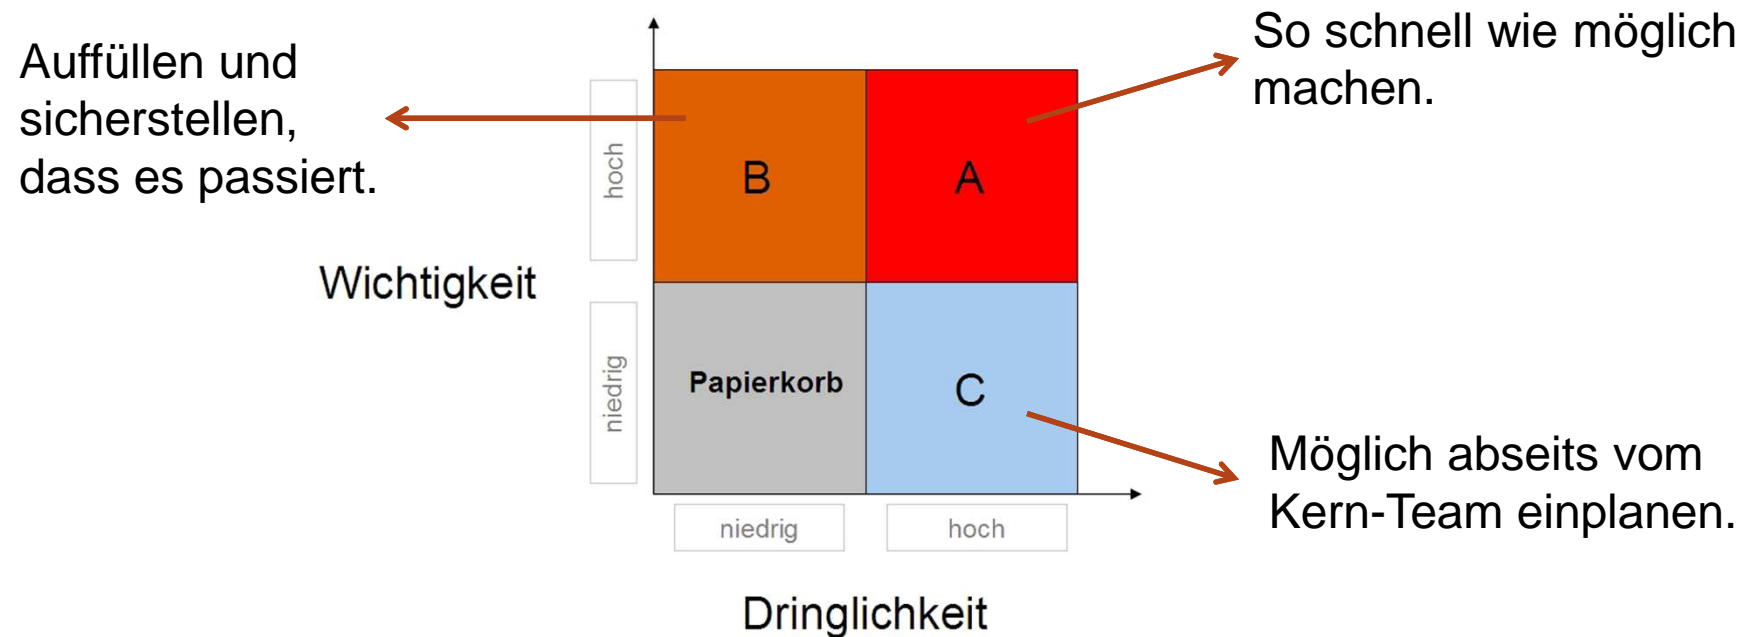 Auffüllen und
sicherstellen,
dass es passiert.
So schnell wie möglich
machen.
hoch
B
A
Wichtigkeit
niedrig
Papierkorb
C
Möglich abseits vom
Kern-Team einplanen.
niedrig
hoch
Dringlichkeit